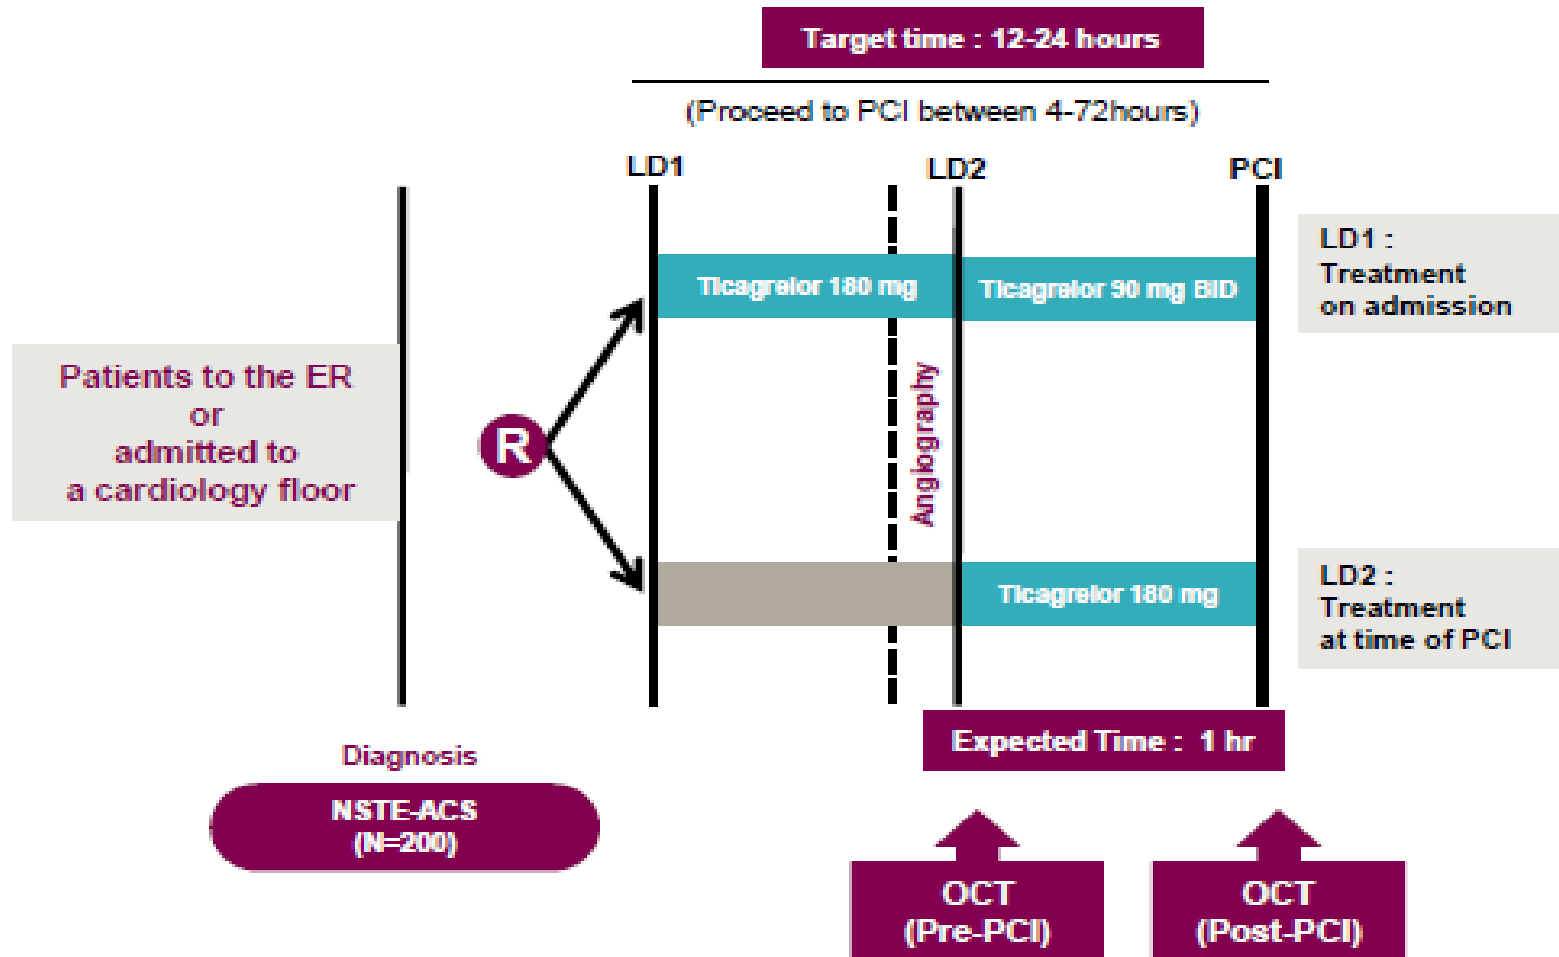 Target time : 12-24 hours
(Proceed to PCI between 4-72hours)
LD1
LD2
PCI
Ticagrelor 180 mg
Ticagrelor 90 mg BID
LD1 :
Treatment
on admission
Patients to the ER
or
admitted to
a cardiology floor
R
Angiography
Ticagrelor 180 mg
LD2 :
Treatment
at time of PCI
Expected Time : 1 hr
Diagnosis
NSTE-ACS
(N=200)
OCT
(Pre-PCI)
OCT
(Post-PCI)